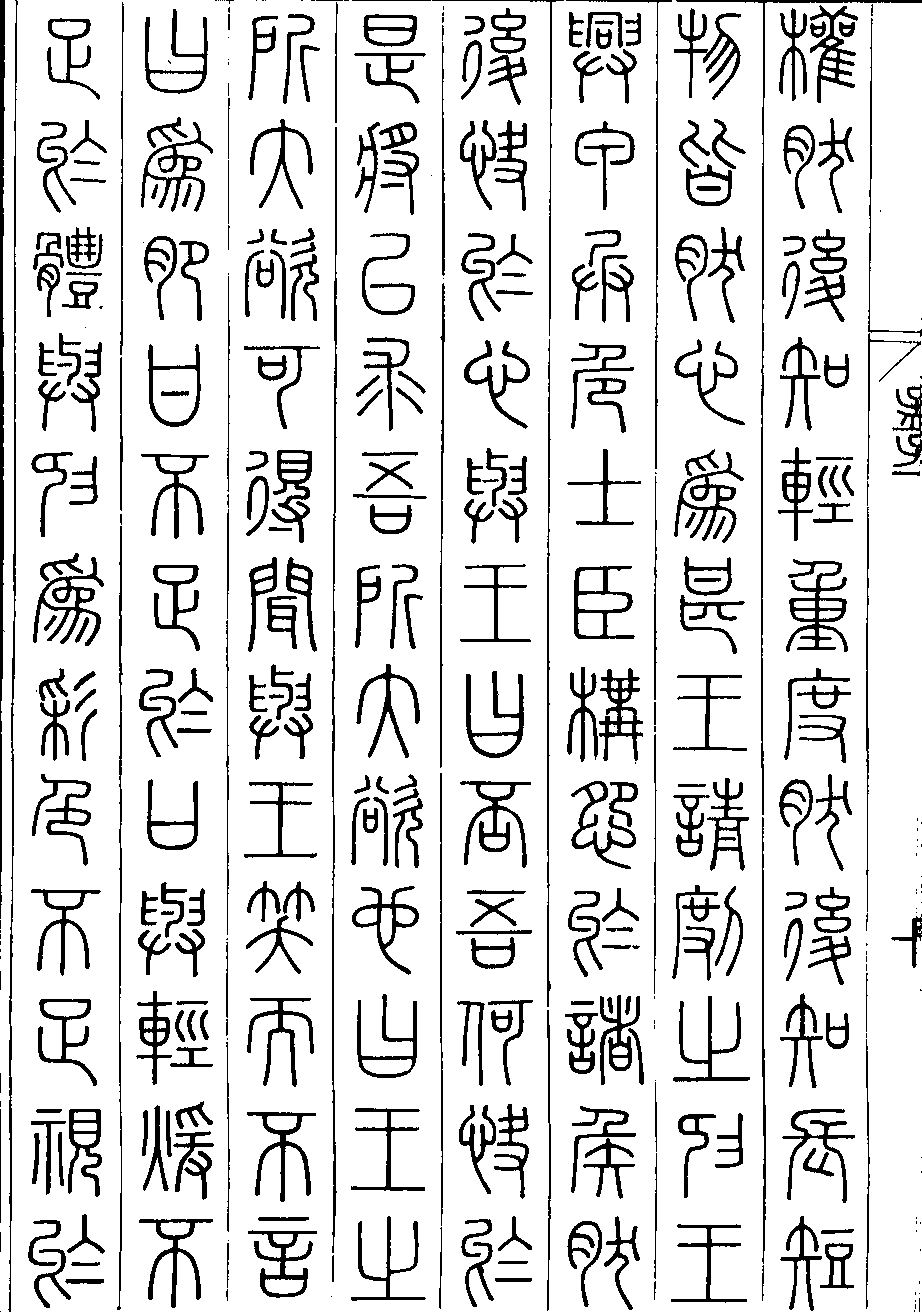 權然後知輕重度然後知長短
物皆然心爲甚王請度之抑王
興甲兵危士臣構怨於諸侯然
後快於心與王曰否吾何快於
是將以求吾所大欲也曰王之
所大欲可得聞與王笑而不言
曰爲肥甘不足於口與輕煖不
足於體與抑爲彩色不足視於